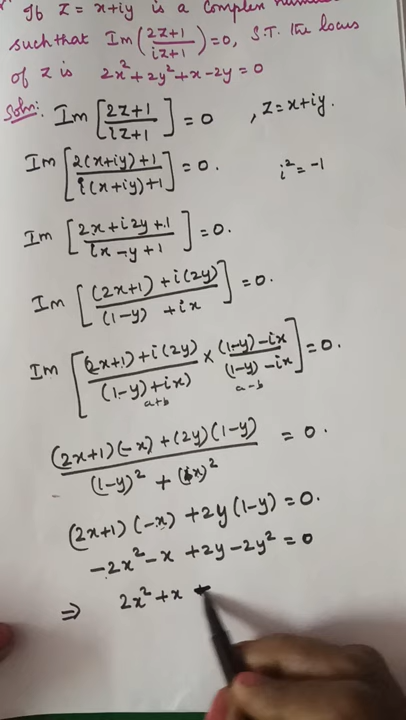 If z = x+iy is a complex number
such that Im(2z+1/iz+1)=0, S.T. the locus
of z is 2x²+2y²+x-2y=0
Soln: Im [2z+1/iz+1] = 0 , z=x+iy.
Im [2(x+iy)+1/i(x+iy)+1] = 0. i² = -1
Im [2x+i2y+1/ix-y+1] = 0.
Im [(2x+1)+i(2y)/(1-y)+ix] = 0.
Im [(2x+1)+i(2y)/(1-y)+ix) × (1-y)-ix/(1-y)-ix] = 0.
a+b a-b
(2x+1)(-x)+(2y)(1-y)/(1-y)²+(x)² = 0.
(2x+1)(-x)+2y(1-y)=0.
-2x²-x+2y-2y²=0
⇒ 2x²+x